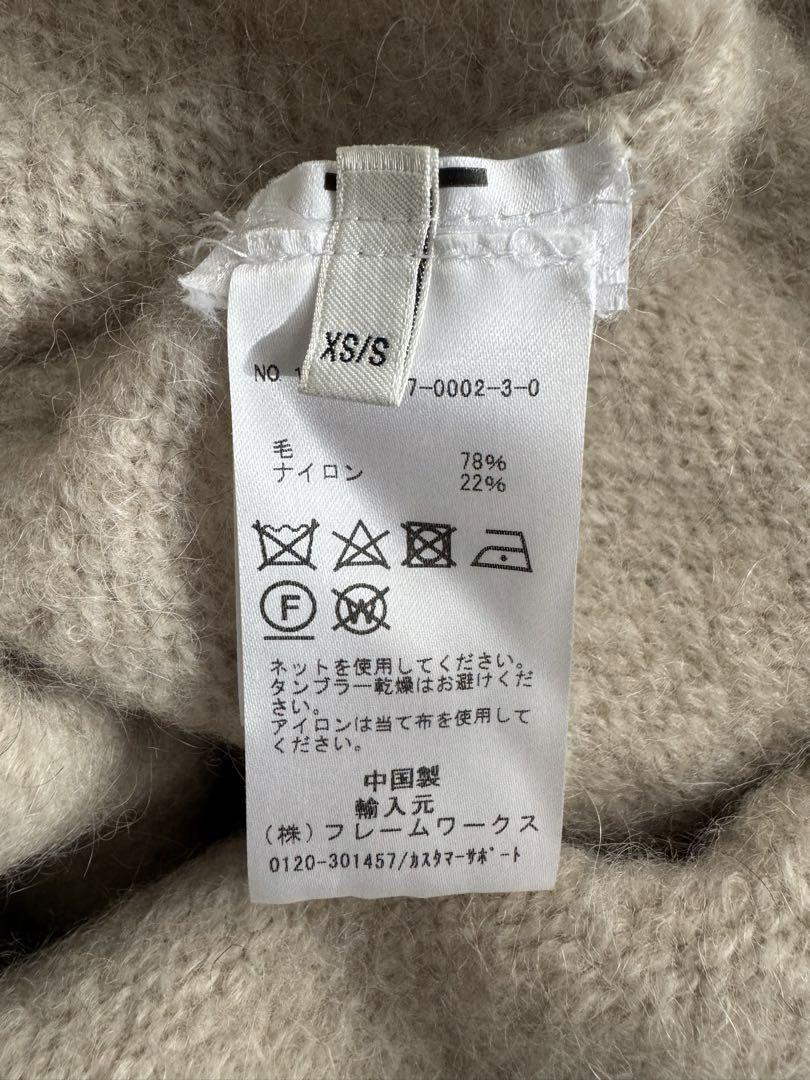 XS/S
NO. 7-0002-3-0
毛 78%
ナイロン 22%
F
W
ネットを使用してください。
タンブラー乾燥はお避けくだ
さい。
アイロンは当て布を使用して
ください。
中国製
輸入元
(株)フレームワークス
0120-301457/ｶｽﾀﾏｰｻﾎﾟｰﾄ